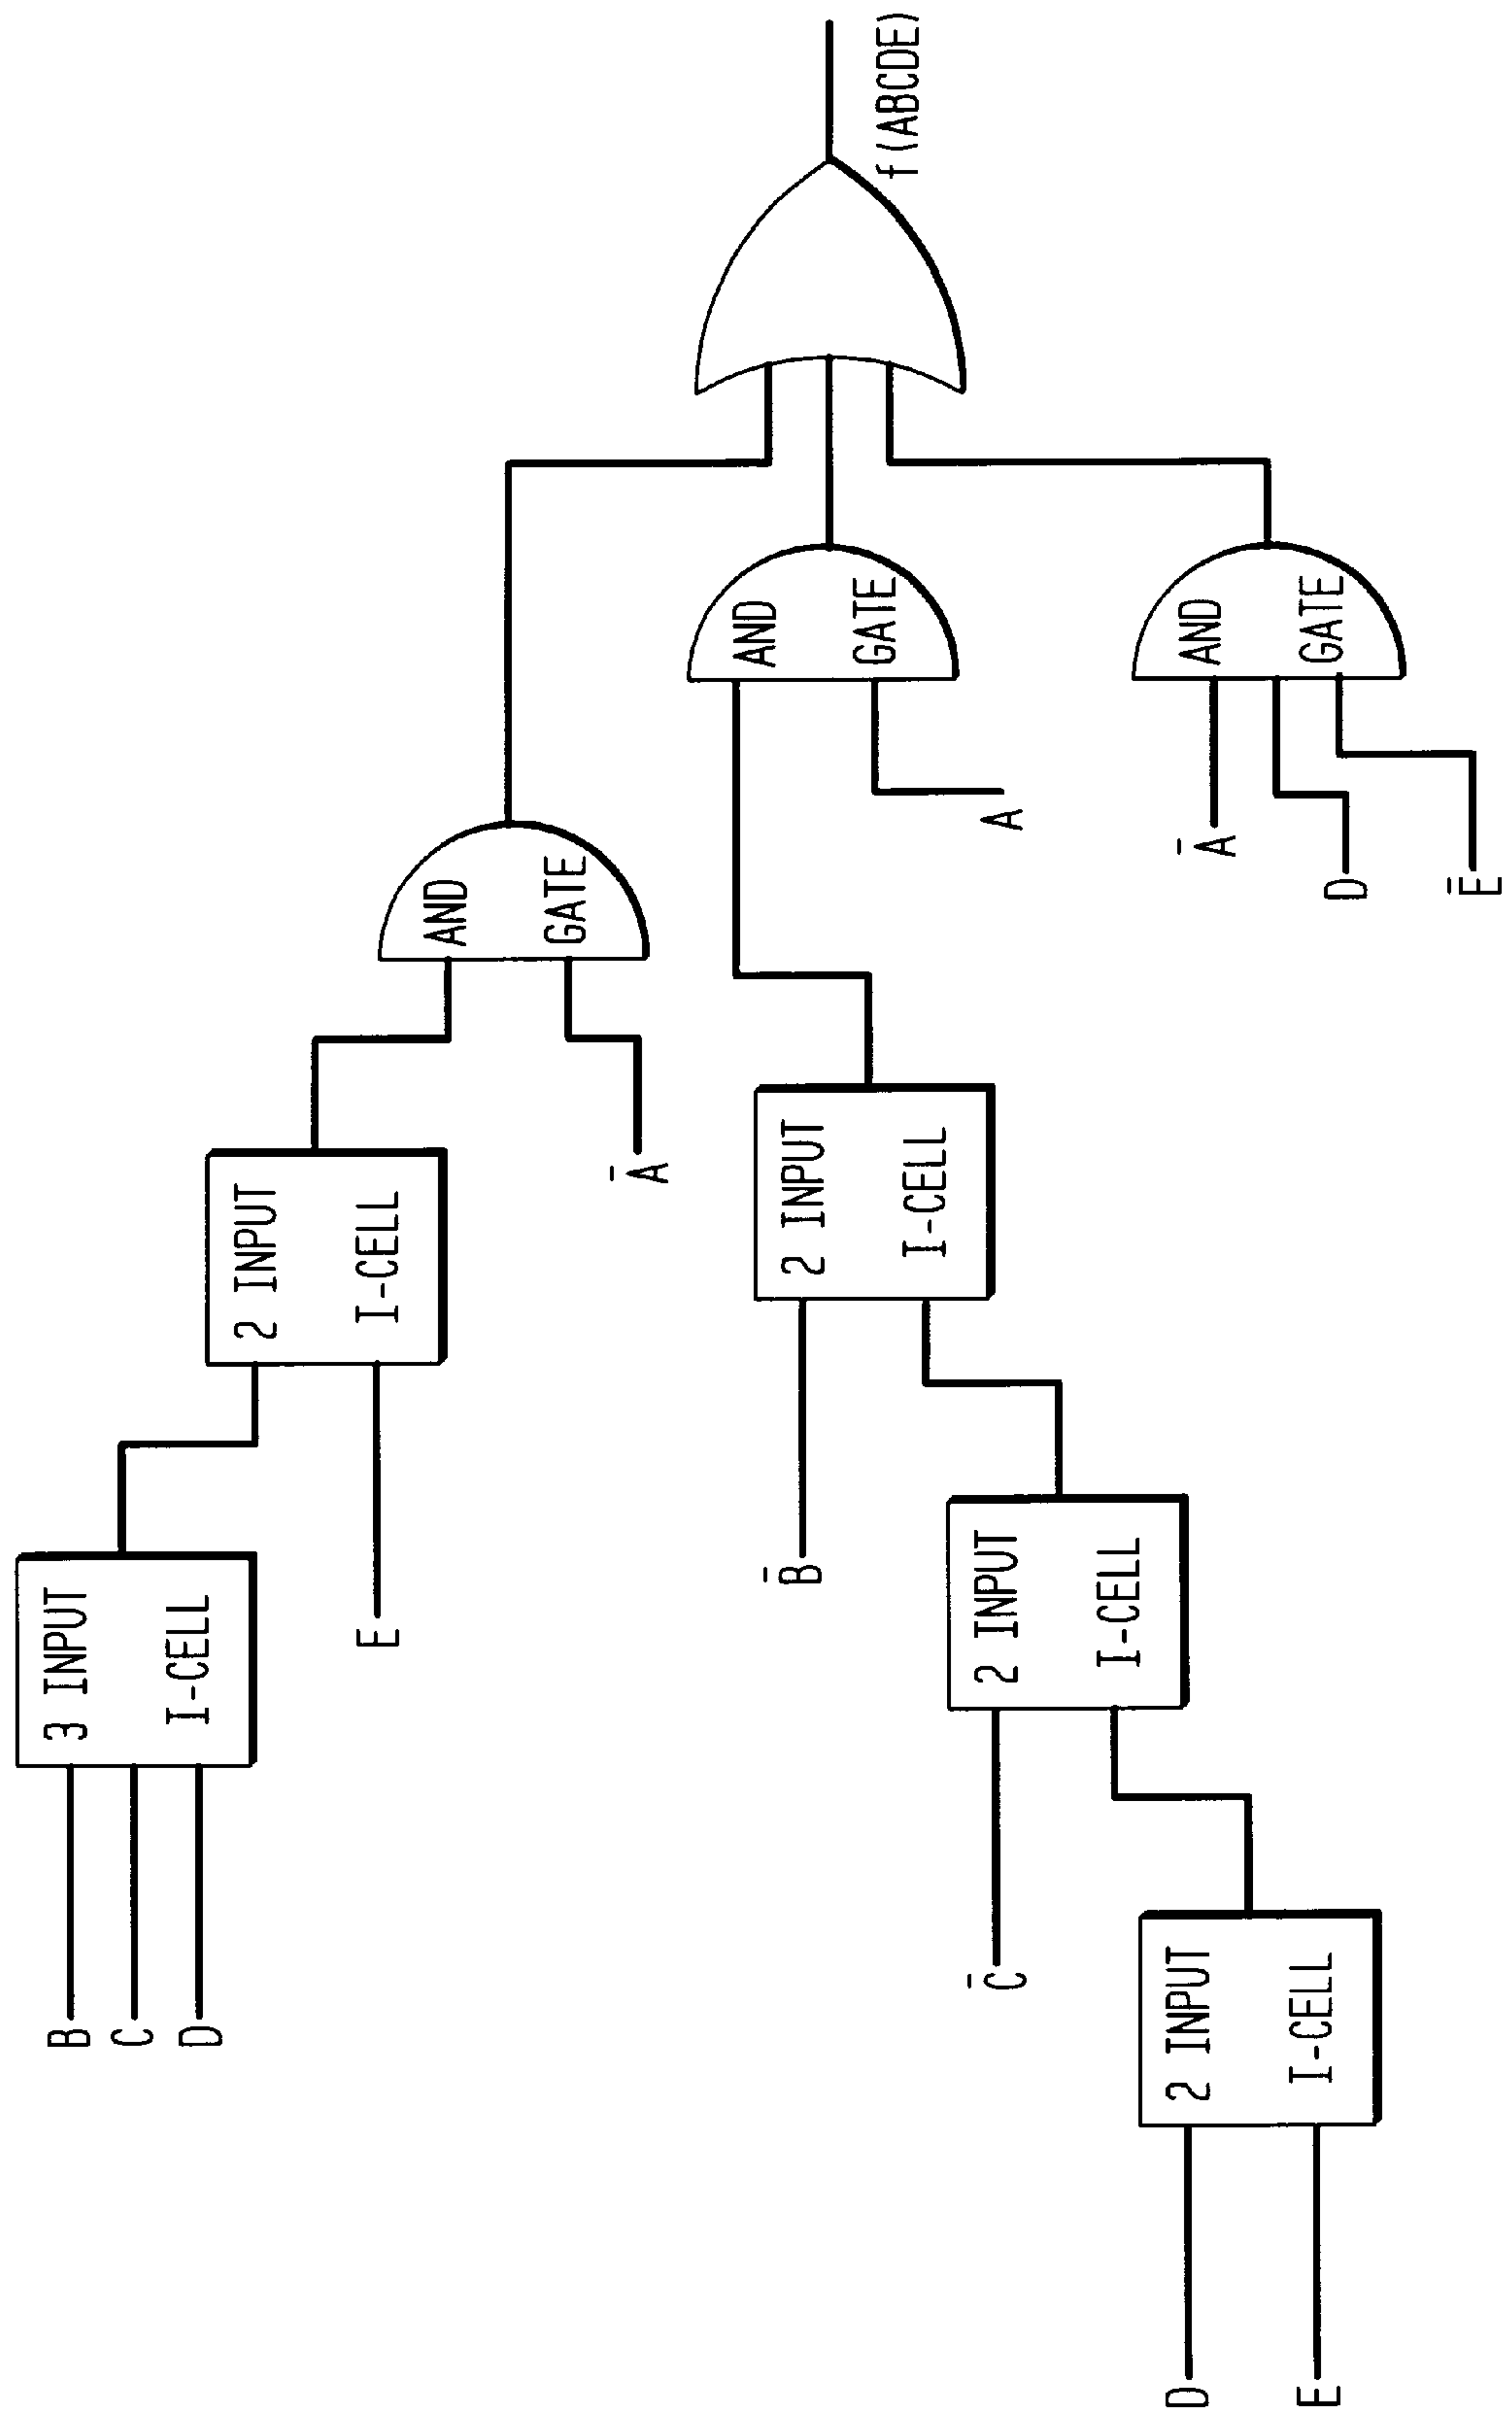 B
C
D
3 INPUT
I-CELL
E
2 INPUT
I-CELL
Ā
AND
GATE
B̄
2 INPUT
I-CELL
C̄
2 INPUT
I-CELL
D
E
2 INPUT
I-CELL
A
AND
GATE
Ā
D
Ē
AND
GATE
f(ABCDE)